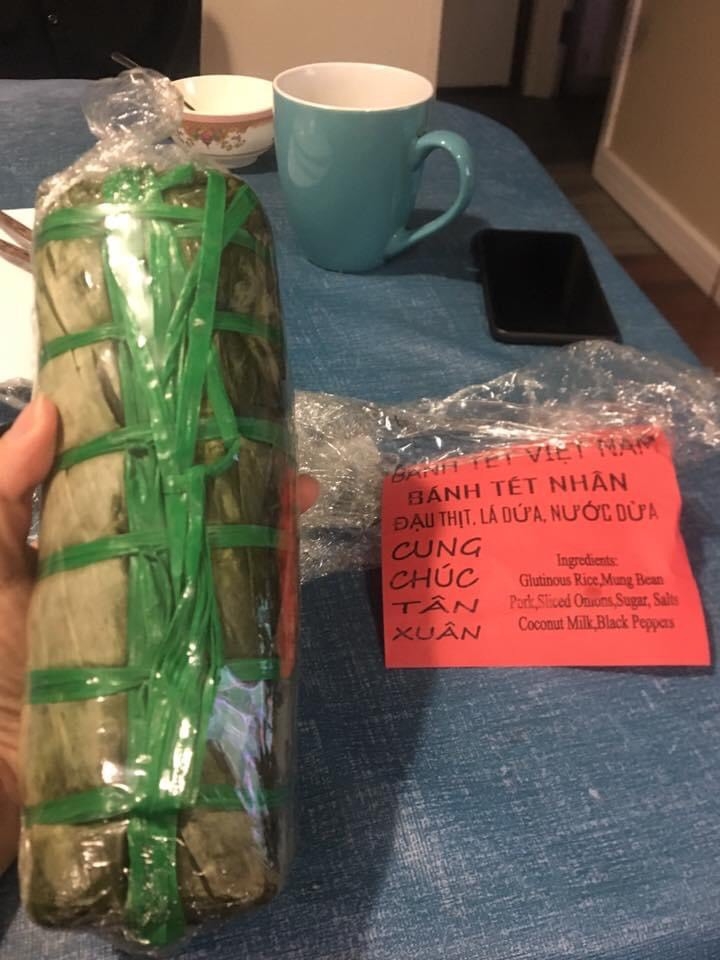 BÁNH TÉT VIỆT NAM
BÁNH TÉT NHÂN
ĐẬU THỊT, LÁ DỨA, NƯỚC DỪA
CUNG
CHÚC
TÂN
XUÂN
Ingredients:
Glutinous Rice,Mung Bean
Pork,Sliced Onions,Sugar, Salts
Coconut Milk,Black Peppers